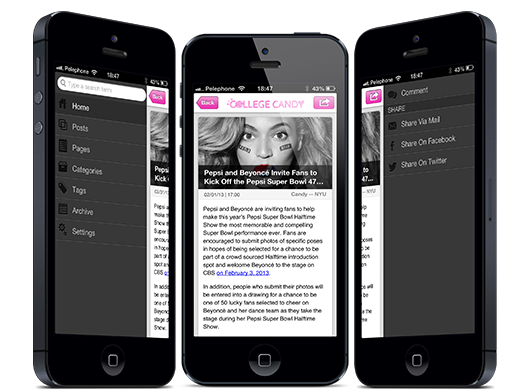 Pelephone 18:47 43%
Type a search term
Home
Posts
Pages
Categories
Tags
Archive
Settings
Back
Pelephone 18:47 43%
Back COLLEGE CANDY
Pepsi and Beyoncé Invite Fans to
Kick Off the Pepsi Super Bowl 47...
02/01/13 | 17:00 Candy — NYU
Pepsi and Beyoncé are inviting fans to help
make this year's Pepsi Super Bowl Halftime
Show the most memorable and compelling
Super Bowl performance ever. Fans are
encouraged to submit photos of specific poses
in hopes of being selected for a chance to be
part of a crowd sourced Halftime introduction
spot and welcome Beyoncé to the stage on
CBS on February 3, 2013.
In addition, people who submit their photos will
be entered into a drawing for a chance to be
one of 50 lucky fans selected to cheer on
Beyoncé and her dance team as they take the
stage during her Pepsi Super Bowl Halftime
Show.
Pelephone 18:47 43%
Comment
SHARE
Share Via Mail
Share On Facebook
Share On Twitter